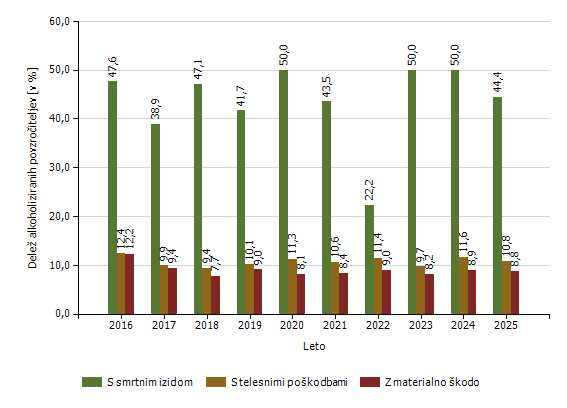 60,0
50,0
40,0
30,0
20,0
10,0
0,0
Delež alkoholiziranih povzročiteljev [v %]
47,6 12,4 12,2
38,9 9,9 9,4
47,1 9,4 7,7
41,7 10,1 9,0
50,0 11,3 8,1
43,5 10,6 8,4
22,2 11,4 9,0
50,0 9,7 8,2
50,0 11,6 8,9
44,4 10,8 8,8
2016 2017 2018 2019 2020 2021 2022 2023 2024 2025
Leto
S smrtnim izidom S telesnimi poškodbami Z materialno škodo